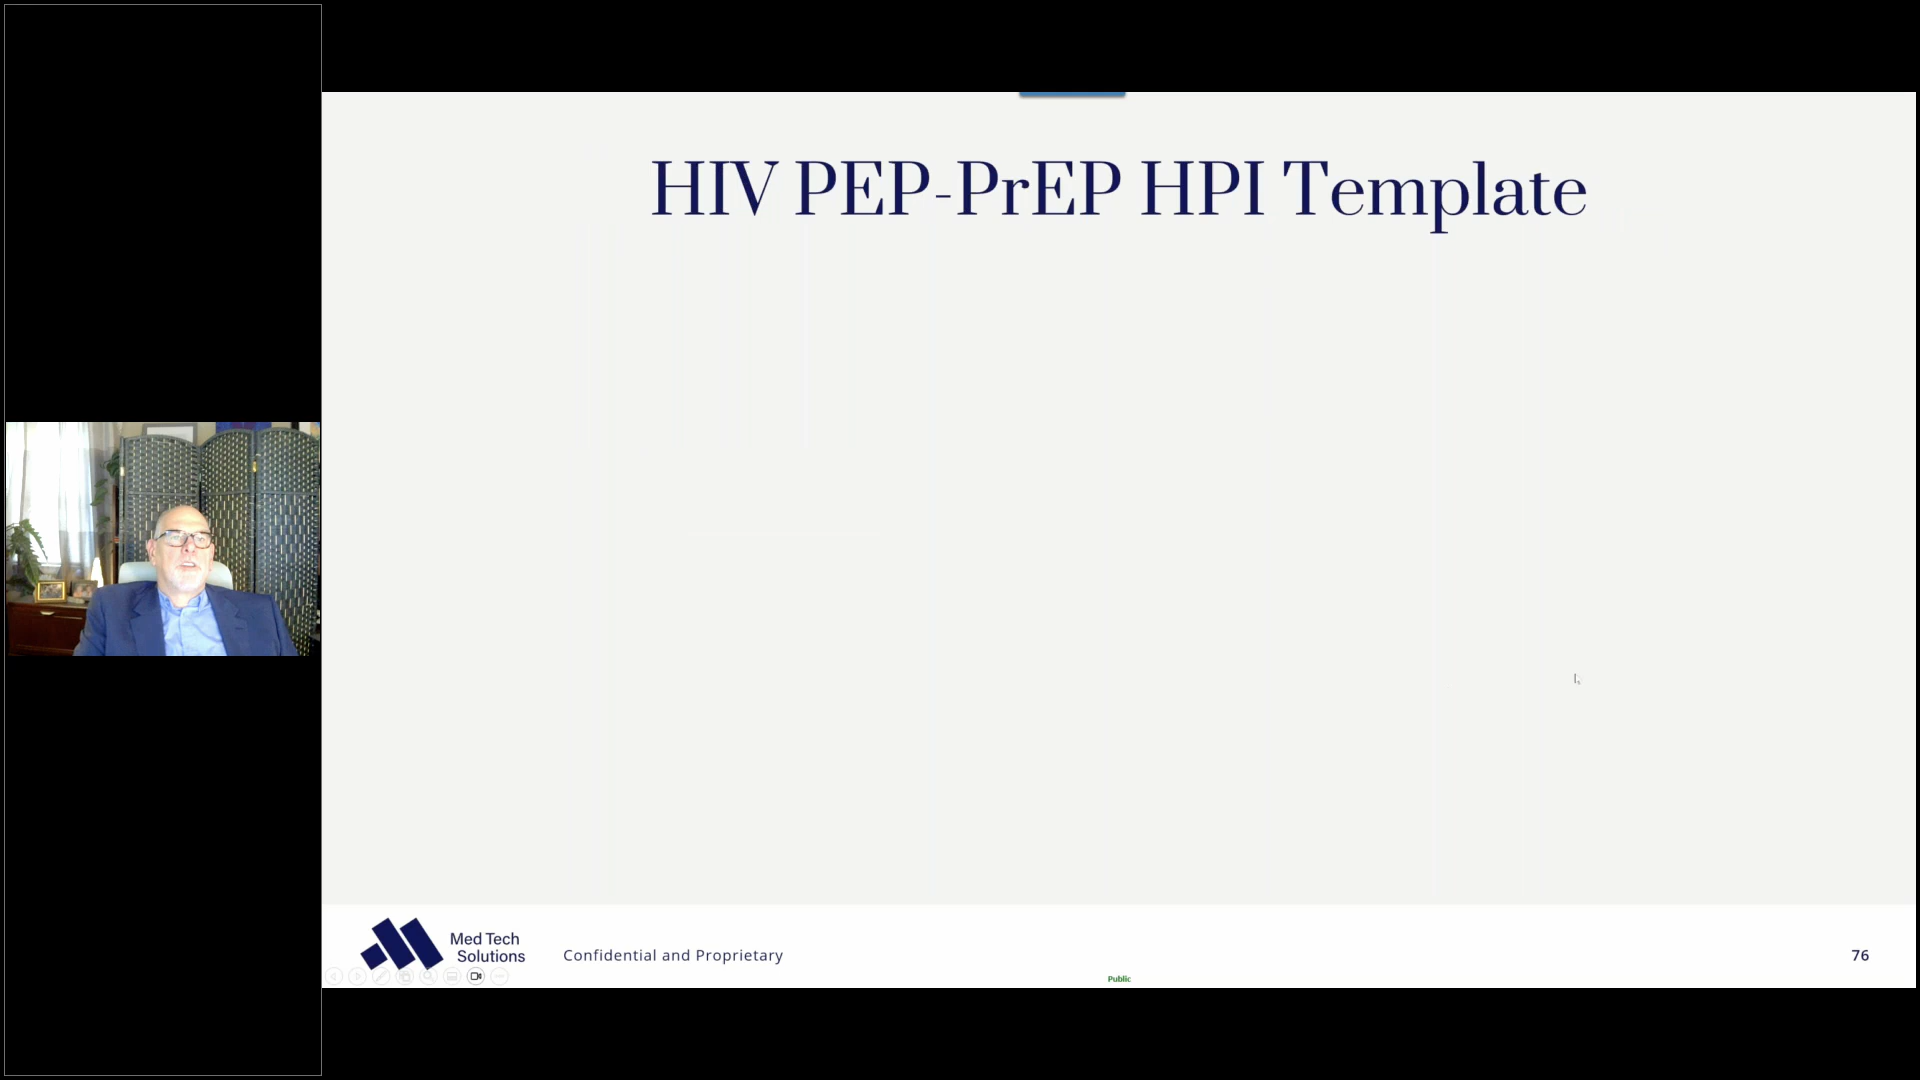 HIV PEP-PrEP HPI Template
Med Tech
Solutions
Confidential and Proprietary
76
Public